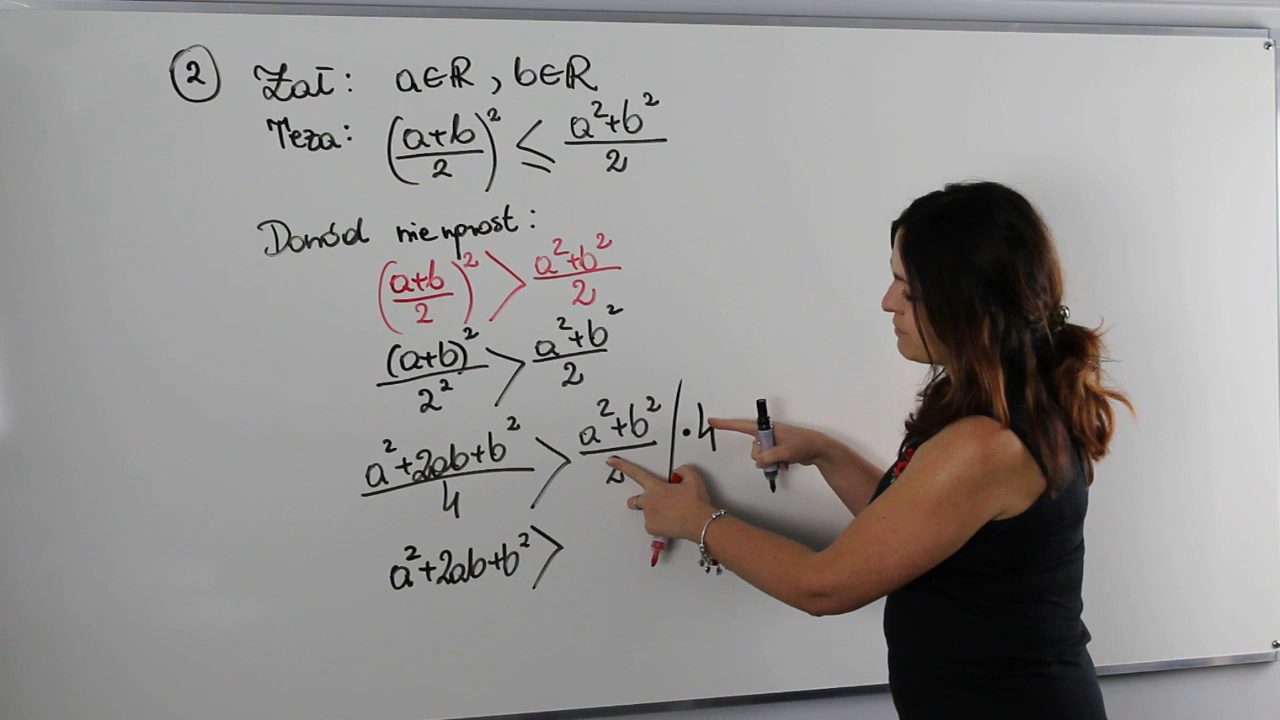 ② Zał: a∈ℝ, b∈ℝ
Teza: ((a+b)/2)² ≤ (a²+b²)/2
Dowód nie wprost:
((a+b)/2)² > (a²+b²)/2
(a+b)²/2² > (a²+b²)/2
(a²+2ab+b²)/4 > (a²+b²)/2 |·4
a²+2ab+b² >